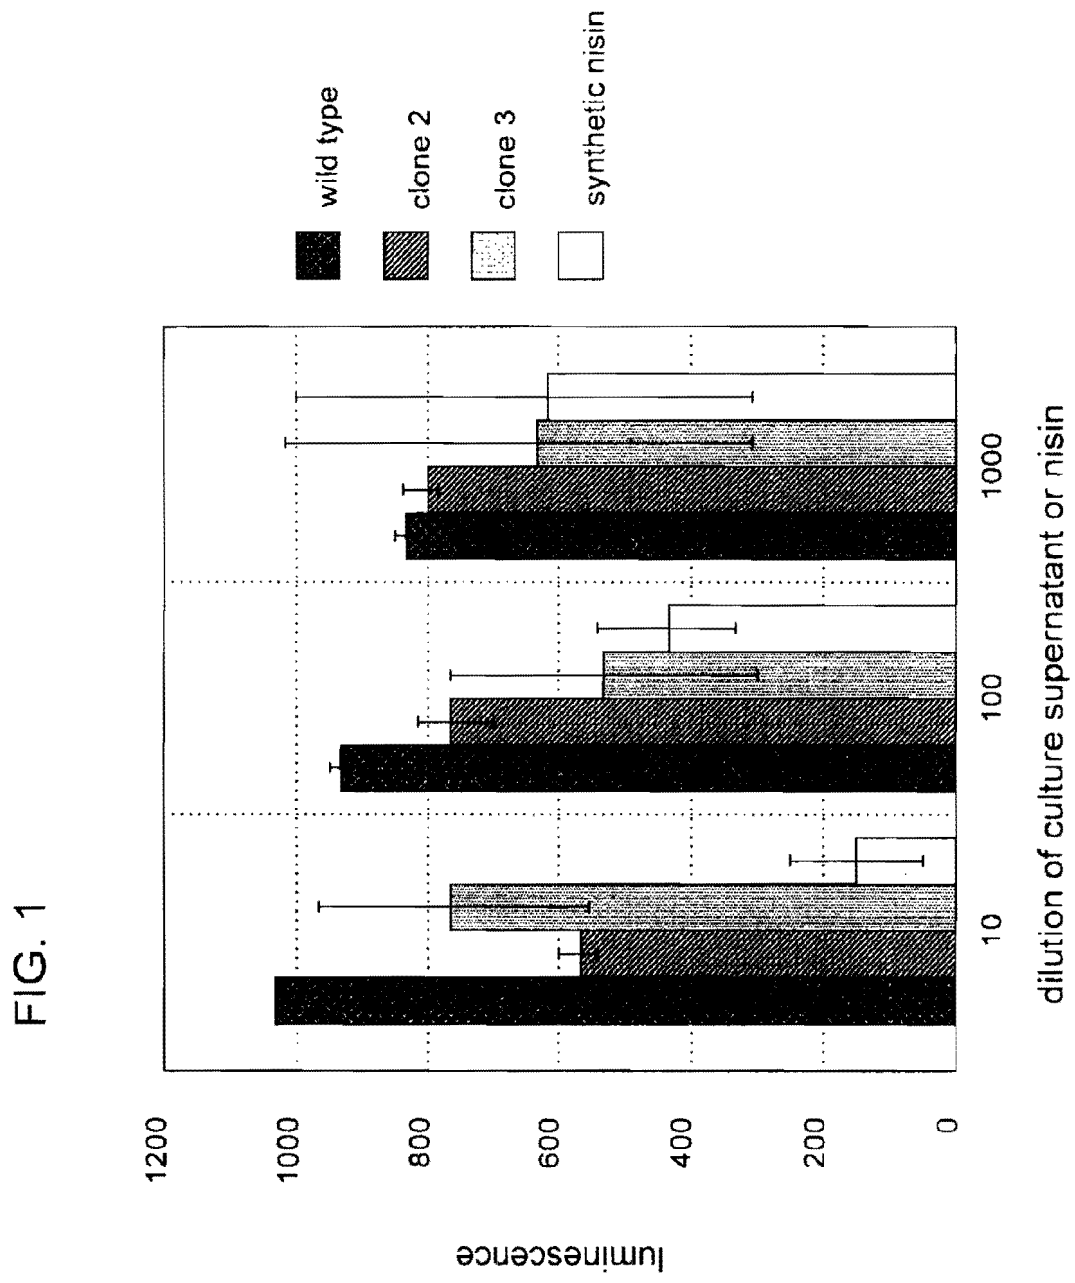 FIG. 1
luminescence
1200
1000
800
600
400
200
0
10
100
1000
dilution of culture supernatant or nisin
wild type
clone 2
clone 3
synthetic nisin